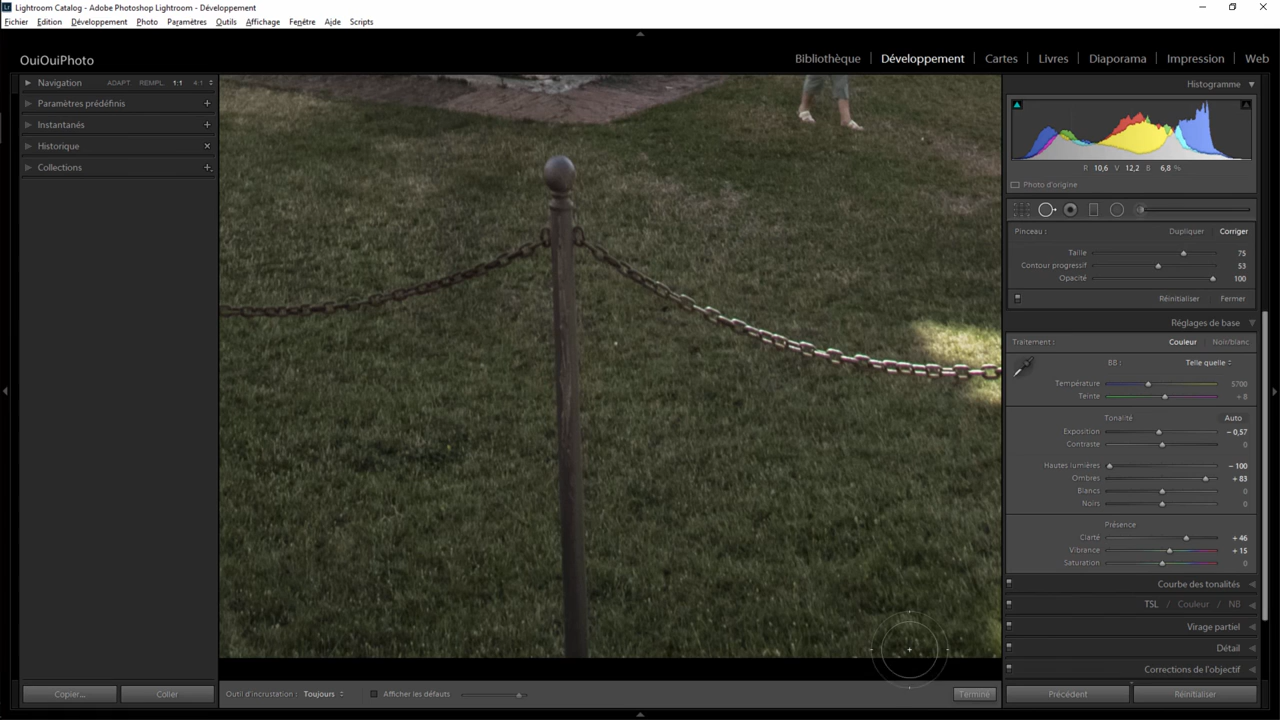 Lightroom Catalog - Adobe Photoshop Lightroom - Développement
Fichier Edition Développement Photo Paramètres Outils Affichage Fenêtre Aide Scripts
OuiOuiPhoto
Bibliothèque Développement Cartes Livres Diaporama Impression Web
Navigation ADAPT. REMPL. 1:1 4:1
Paramètres prédéfinis
Instantanés
Historique
Collections
Histogramme
R 10,6 V 12,2 B 6,8 %
Photo d'origine
Pinceau : Dupliquer Corriger
Taille 75
Contour progressif 53
Opacité 100
Réinitialiser Fermer
Réglages de base
Traitement : Couleur Noir/blanc
BB : Telle quelle
Température 5700
Teinte + 8
Tonalité Auto
Exposition – 0,57
Contraste 0
Hautes lumières – 100
Ombres + 83
Blancs 0
Noirs 0
Présence
Clarté + 46
Vibrance + 15
Saturation 0
Courbe des tonalités
TSL / Couleur / NB
Virage partiel
Détail
Corrections de l'objectif
Copier... Coller
Outil d'incrustation : Toujours Afficher les défauts Terminé
Précédent Réinitialiser